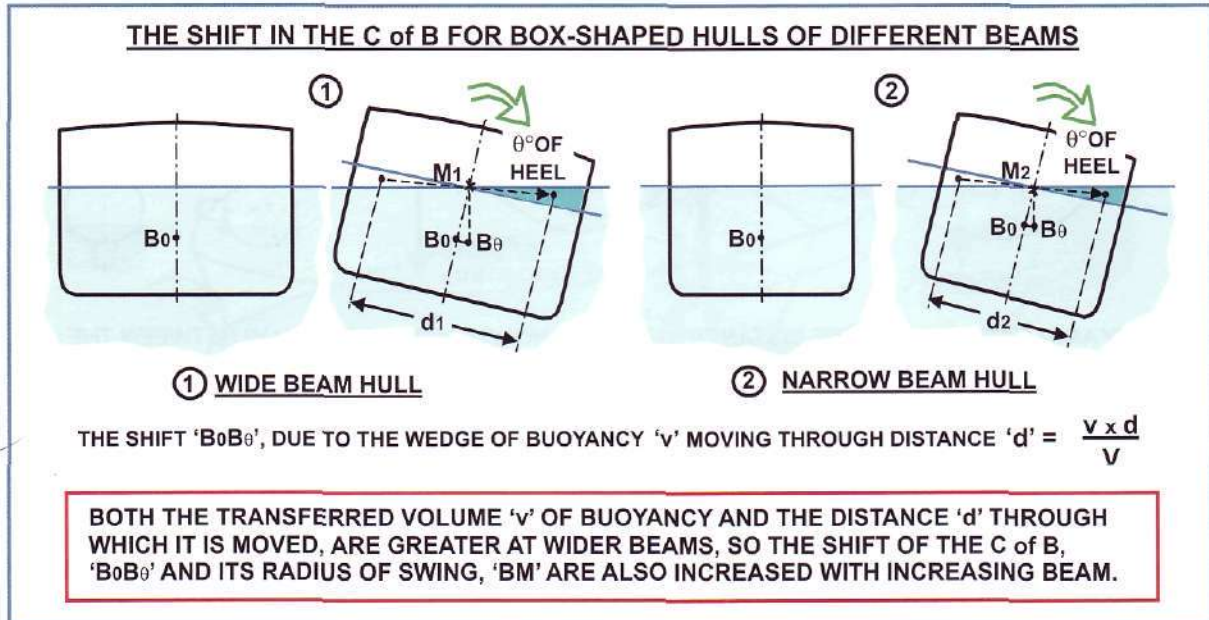 THE SHIFT IN THE C of B FOR BOX-SHAPED HULLS OF DIFFERENT BEAMS
1
2
θ°OF
HEEL
M1
B0
B0
Bθ
d1
θ°OF
HEEL
M2
B0
B0
Bθ
d2
1 WIDE BEAM HULL
2 NARROW BEAM HULL
THE SHIFT ‘B0Bθ’, DUE TO THE WEDGE OF BUOYANCY ‘v’ MOVING THROUGH DISTANCE ‘d’ = v x d / V
BOTH THE TRANSFERRED VOLUME ‘v’ OF BUOYANCY AND THE DISTANCE ‘d’ THROUGH
WHICH IT IS MOVED, ARE GREATER AT WIDER BEAMS, SO THE SHIFT OF THE C of B,
‘B0Bθ’ AND ITS RADIUS OF SWING, ‘BM’ ARE ALSO INCREASED WITH INCREASING BEAM.